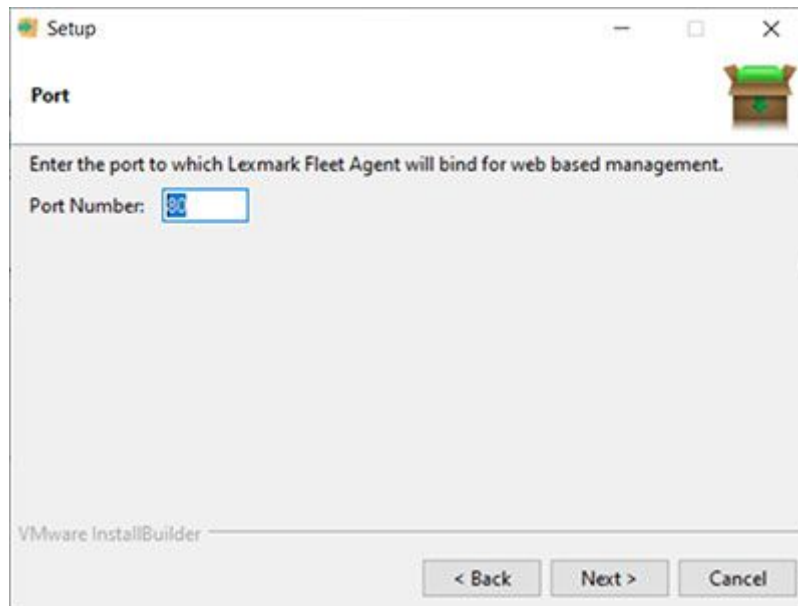 Setup
Port
Enter the port to which Lexmark Fleet Agent will bind for web based management.
Port Number: 80
VMware InstallBuilder
< Back Next > Cancel